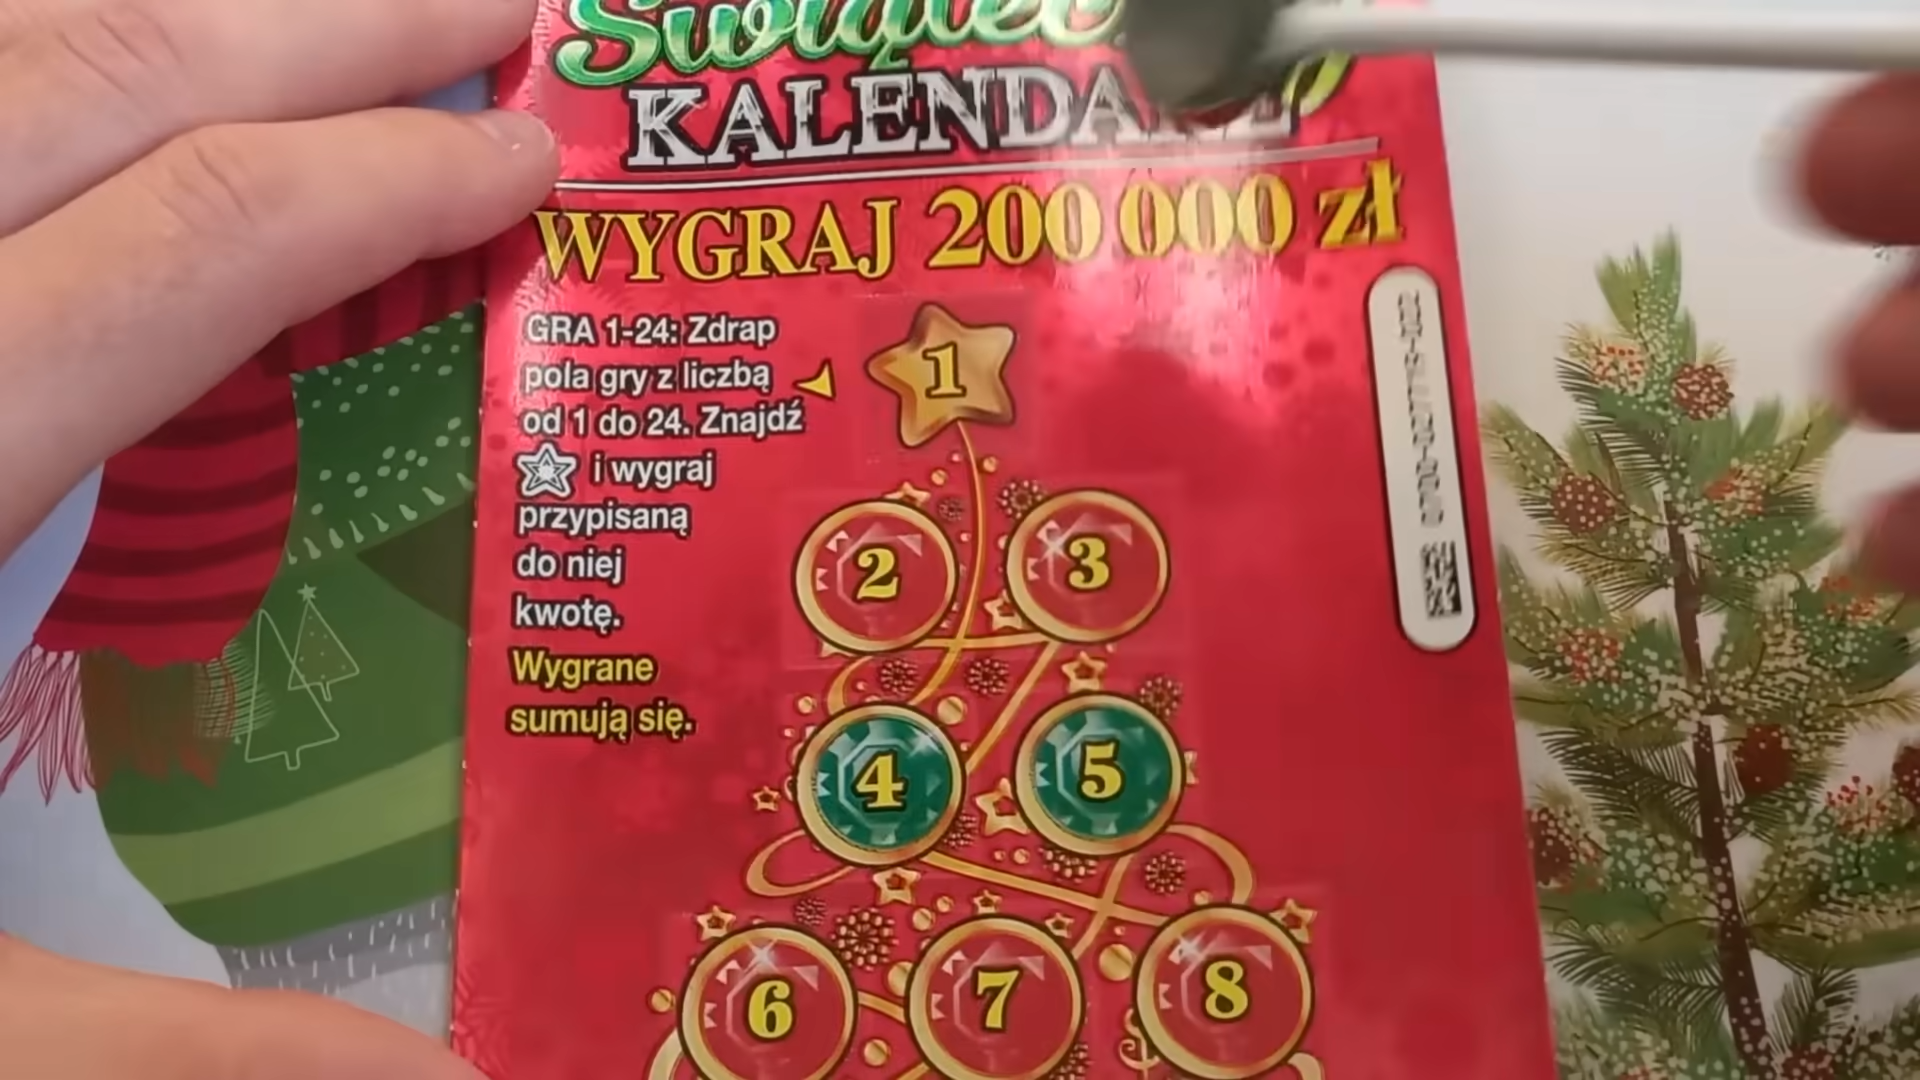 KALENDARZ
WYGRAJ 200 000 zł
GRA 1-24: Zdrap
pola gry z liczbą
od 1 do 24. Znajdź
i wygraj
przypisaną
do niej
kwotę.
Wygrane
sumują się.
1
2 3
4 5
6 7 8